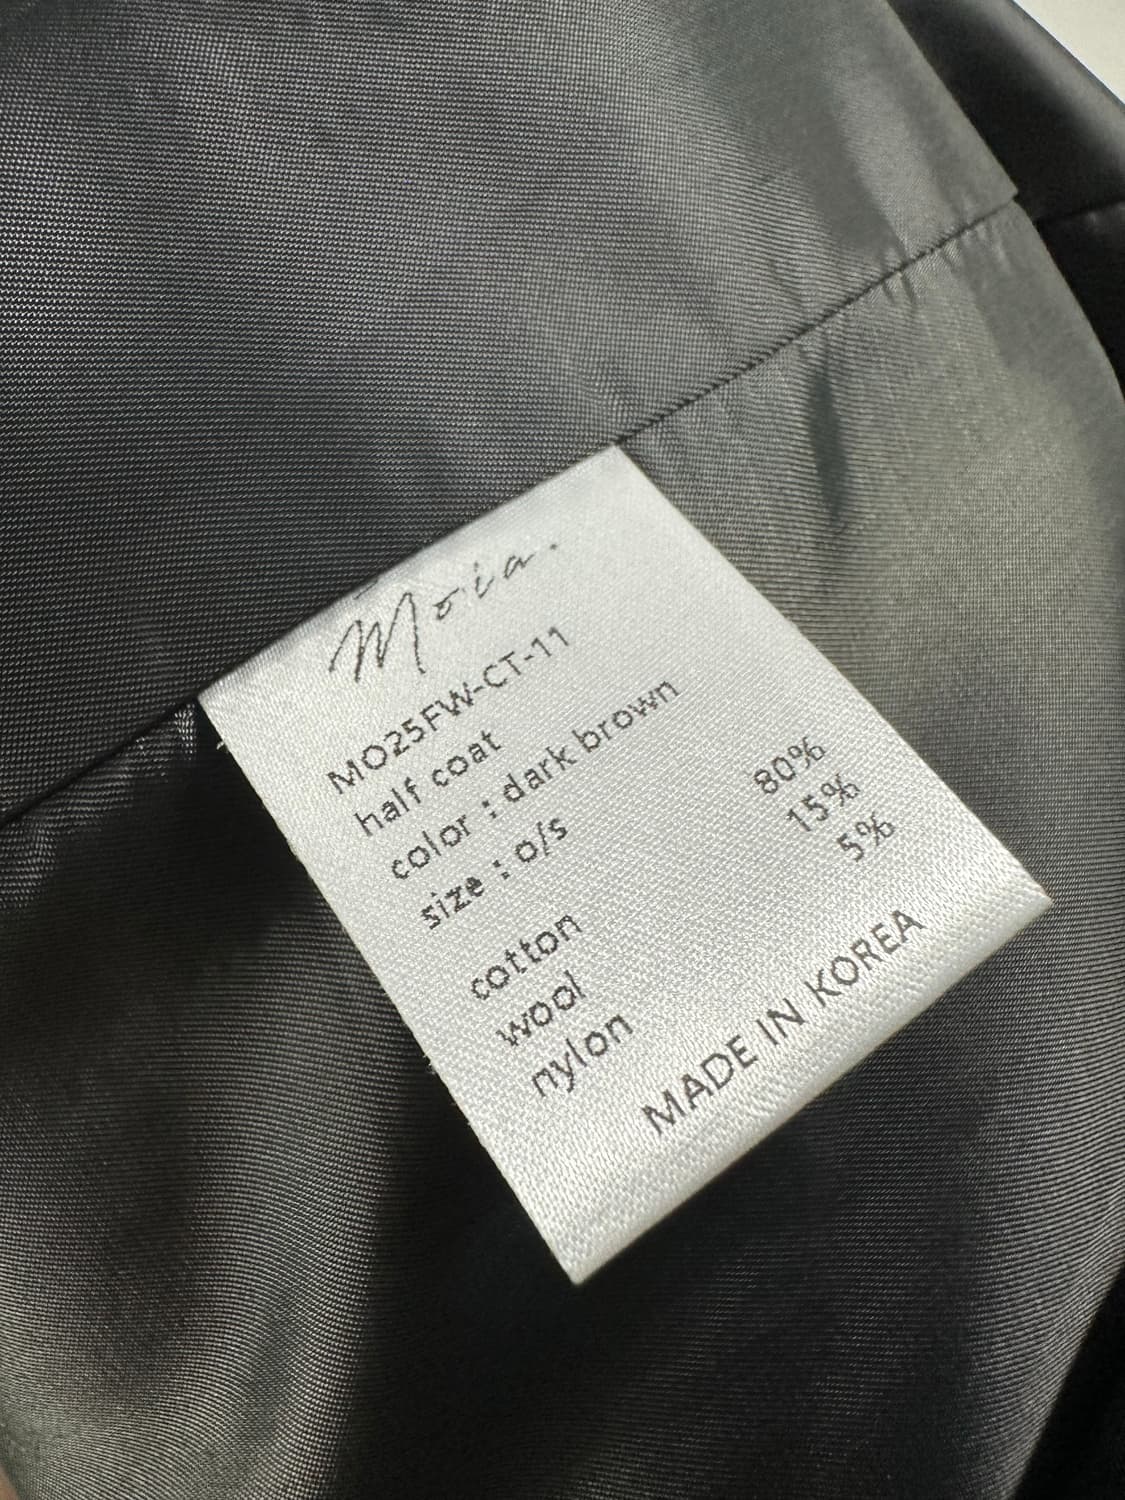 Moia.
MO25FW-CT-11
half coat
color : dark brown
size : o/s
cotton 80%
wool 15%
nylon 5%
MADE IN KOREA